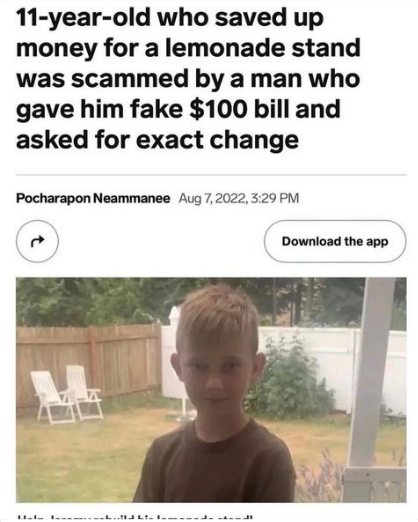 11-year-old who saved up
money for a lemonade stand
was scammed by a man who
gave him fake $100 bill and
asked for exact change
Pocharapon Neammanee Aug 7, 2022, 3:29 PM
Download the app